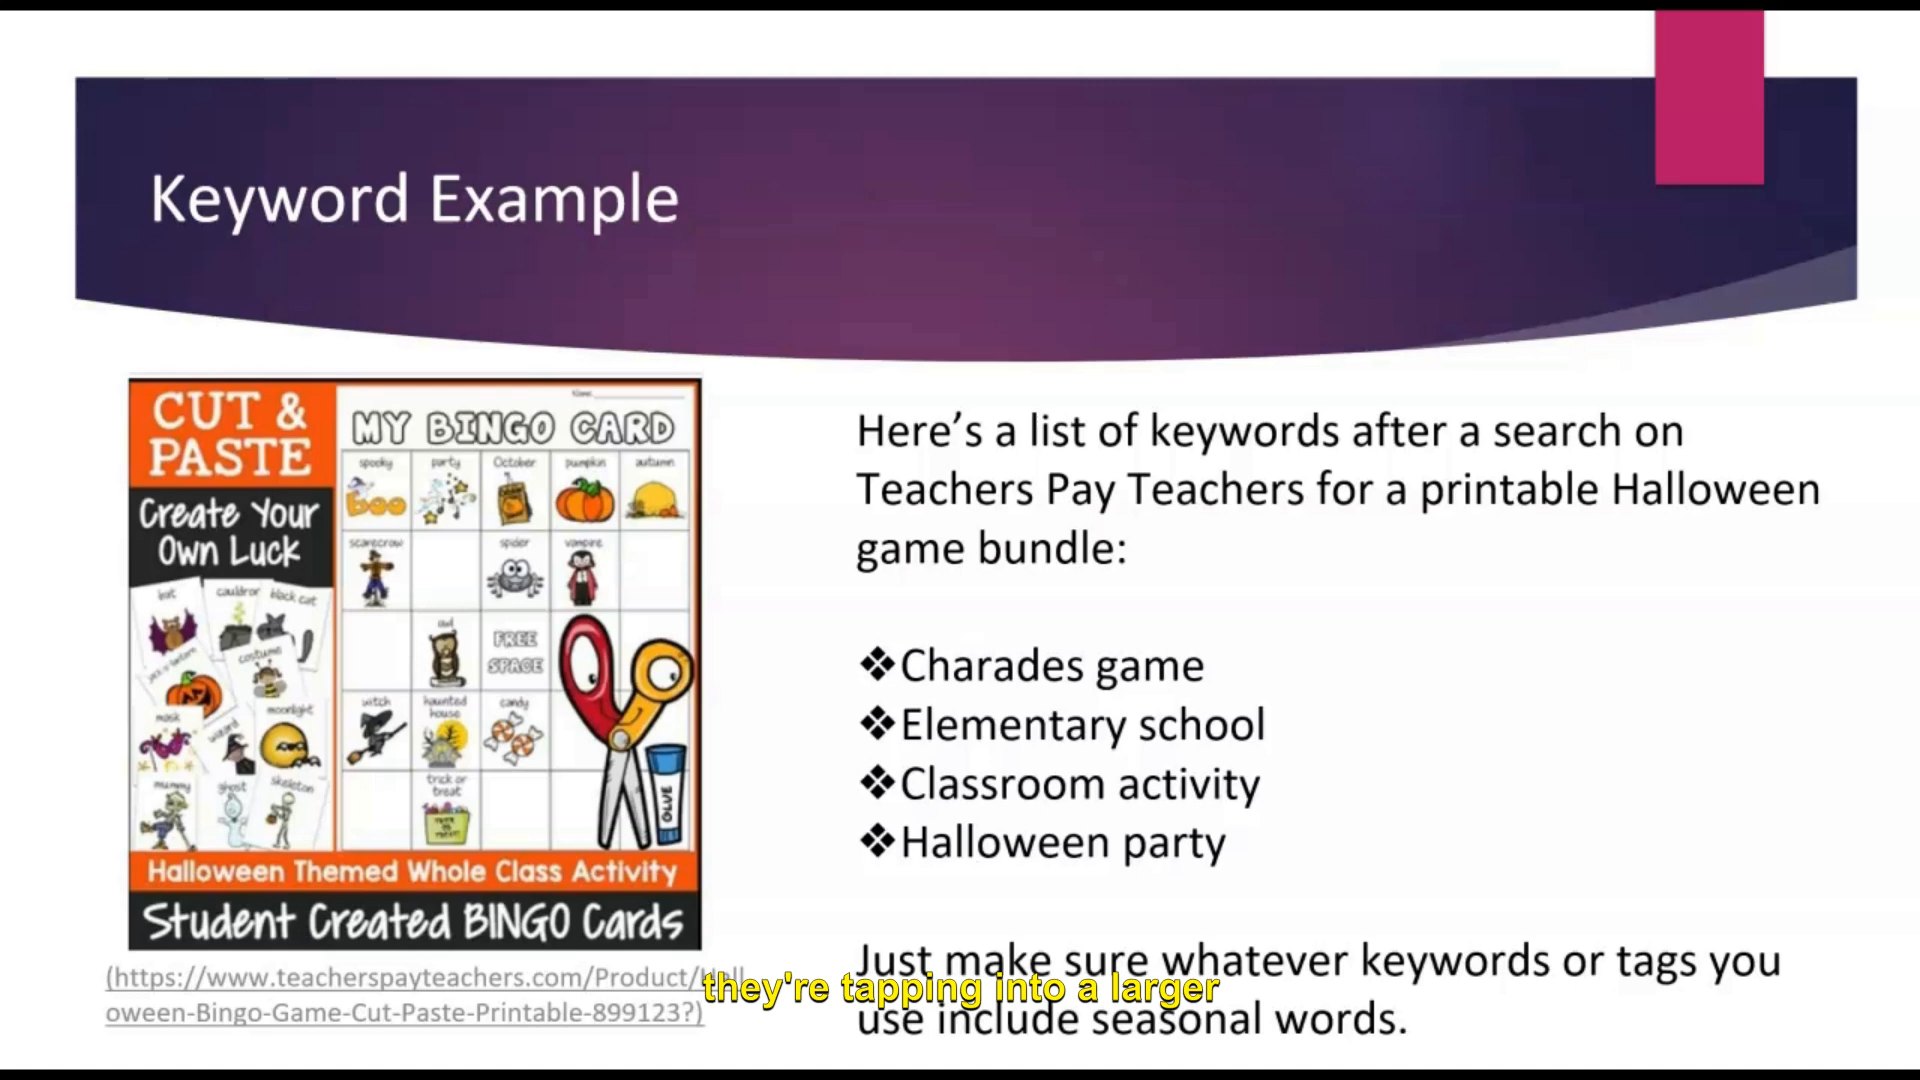 Keyword Example
CUT &
PASTE
Create Your
Own Luck
bat
cauldron
black cat
jack-o-lantern
costume
mask
wizard
moonlight
mummy
ghost
skeleton
Name:
MY BINGO CARD
spooky party October pumpkin autumn
scarecrow spider vampire
owl FREE
SPACE
witch haunted candy
house
trick or
treat
GLUE
Halloween Themed Whole Class Activity
Student Created BINGO Cards
(https://www.teacherspayteachers.com/Product/Hall
oween-Bingo-Game-Cut-Paste-Printable-899123?)
Here’s a list of keywords after a search on
Teachers Pay Teachers for a printable Halloween
game bundle:
❖Charades game
❖Elementary school
❖Classroom activity
❖Halloween party
Just make sure whatever keywords or tags you
use include seasonal words.
they're tapping into a larger